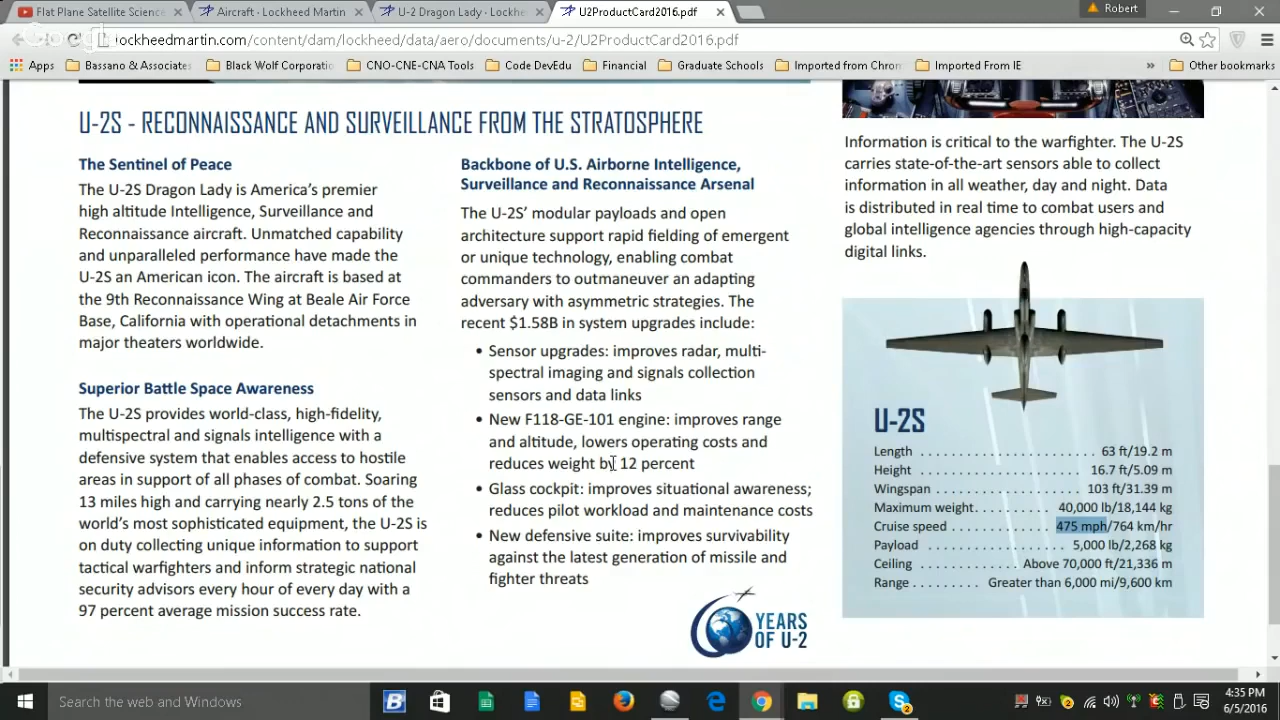 Flat Plane Satellite Scienc
Aircraft · Lockheed Martin
U-2 Dragon Lady · Lockhe
U2ProductCard2016.pdf
Robert
lockheedmartin.com/content/dam/lockheed/data/aero/documents/u-2/U2ProductCard2016.pdf
Apps
Bassano & Associates
Black Wolf Corporatio
CNO-CNE-CNA Tools
Code DevEdu
Financial
Graduate Schools
Imported from Chrom
Imported From IE
»
Other bookmarks
U-2S - RECONNAISSANCE AND SURVEILLANCE FROM THE STRATOSPHERE
The Sentinel of Peace
The U-2S Dragon Lady is America's premier
high altitude Intelligence, Surveillance and
Reconnaissance aircraft. Unmatched capability
and unparalleled performance have made the
U-2S an American icon. The aircraft is based at
the 9th Reconnaissance Wing at Beale Air Force
Base, California with operational detachments in
major theaters worldwide.
Superior Battle Space Awareness
The U-2S provides world-class, high-fidelity,
multispectral and signals intelligence with a
defensive system that enables access to hostile
areas in support of all phases of combat. Soaring
13 miles high and carrying nearly 2.5 tons of the
world's most sophisticated equipment, the U-2S is
on duty collecting unique information to support
tactical warfighters and inform strategic national
security advisors every hour of every day with a
97 percent average mission success rate.
Backbone of U.S. Airborne Intelligence,
Surveillance and Reconnaissance Arsenal
The U-2S' modular payloads and open
architecture support rapid fielding of emergent
or unique technology, enabling combat
commanders to outmaneuver an adapting
adversary with asymmetric strategies. The
recent $1.58B in system upgrades include:
• Sensor upgrades: improves radar, multi-
spectral imaging and signals collection
sensors and data links
• New F118-GE-101 engine: improves range
and altitude, lowers operating costs and
reduces weight by 12 percent
• Glass cockpit: improves situational awareness;
reduces pilot workload and maintenance costs
• New defensive suite: improves survivability
against the latest generation of missile and
fighter threats
60 YEARS
OF U-2
Information is critical to the warfighter. The U-2S
carries state-of-the-art sensors able to collect
information in all weather, day and night. Data
is distributed in real time to combat users and
global intelligence agencies through high-capacity
digital links.
U-2S
Length . . . . . . . . . . . . . . . . . . . . . . 63 ft/19.2 m
Height . . . . . . . . . . . . . . . . . . . . . 16.7 ft/5.09 m
Wingspan . . . . . . . . . . . . . . . . . 103 ft/31.39 m
Maximum weight. . . . . . . . . . 40,000 lb/18,144 kg
Cruise speed . . . . . . . . . . . . 475 mph/764 km/hr
Payload . . . . . . . . . . . . . . . . . 5,000 lb/2,268 kg
Ceiling . . . . . . . . . . . . Above 70,000 ft/21,336 m
Range . . . . . . . . Greater than 6,000 mi/9,600 km
Search the web and Windows
4:35 PM
6/5/2016